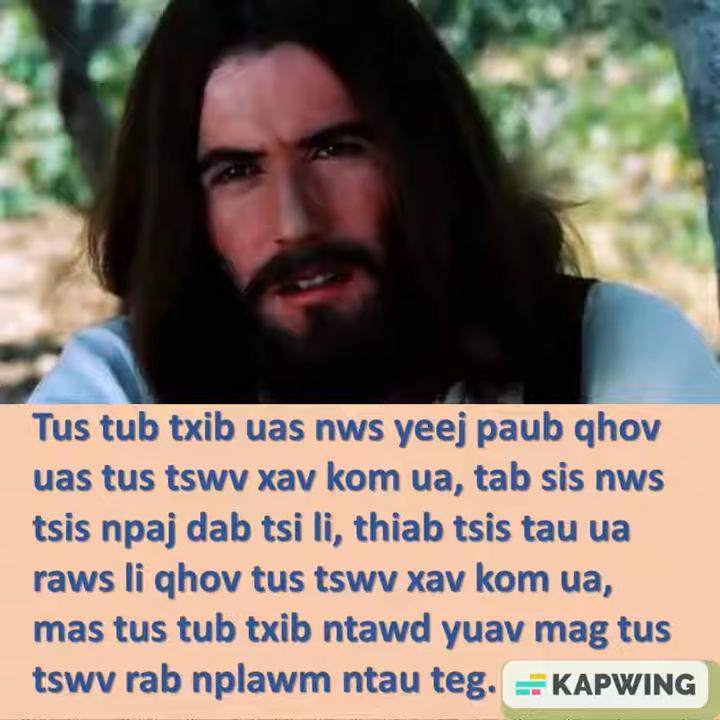 Tus tub txib uas nws yeej paub qhov
uas tus tswv xav kom ua, tab sis nws
tsis npaj dab tsi li, thiab tsis tau ua
raws li qhov tus tswv xav kom ua,
mas tus tub txib ntawd yuav mag tus
tswv rab nplawm ntau teg.
KAPWING